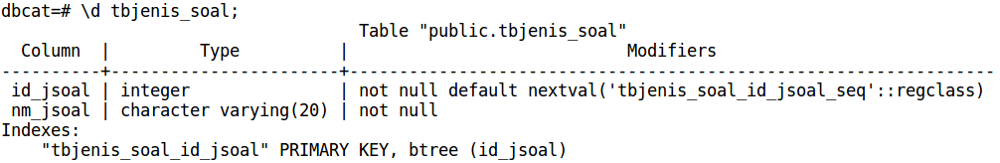 dbcat=# \d tbjenis_soal;
                                    Table "public.tbjenis_soal"
  Column  |         Type          |                            Modifiers
----------+-----------------------+-----------------------------------------------------------------
 id_jsoal | integer               | not null default nextval('tbjenis_soal_id_jsoal_seq'::regclass)
 nm_jsoal | character varying(20) | not null
Indexes:
    "tbjenis_soal_id_jsoal" PRIMARY KEY, btree (id_jsoal)